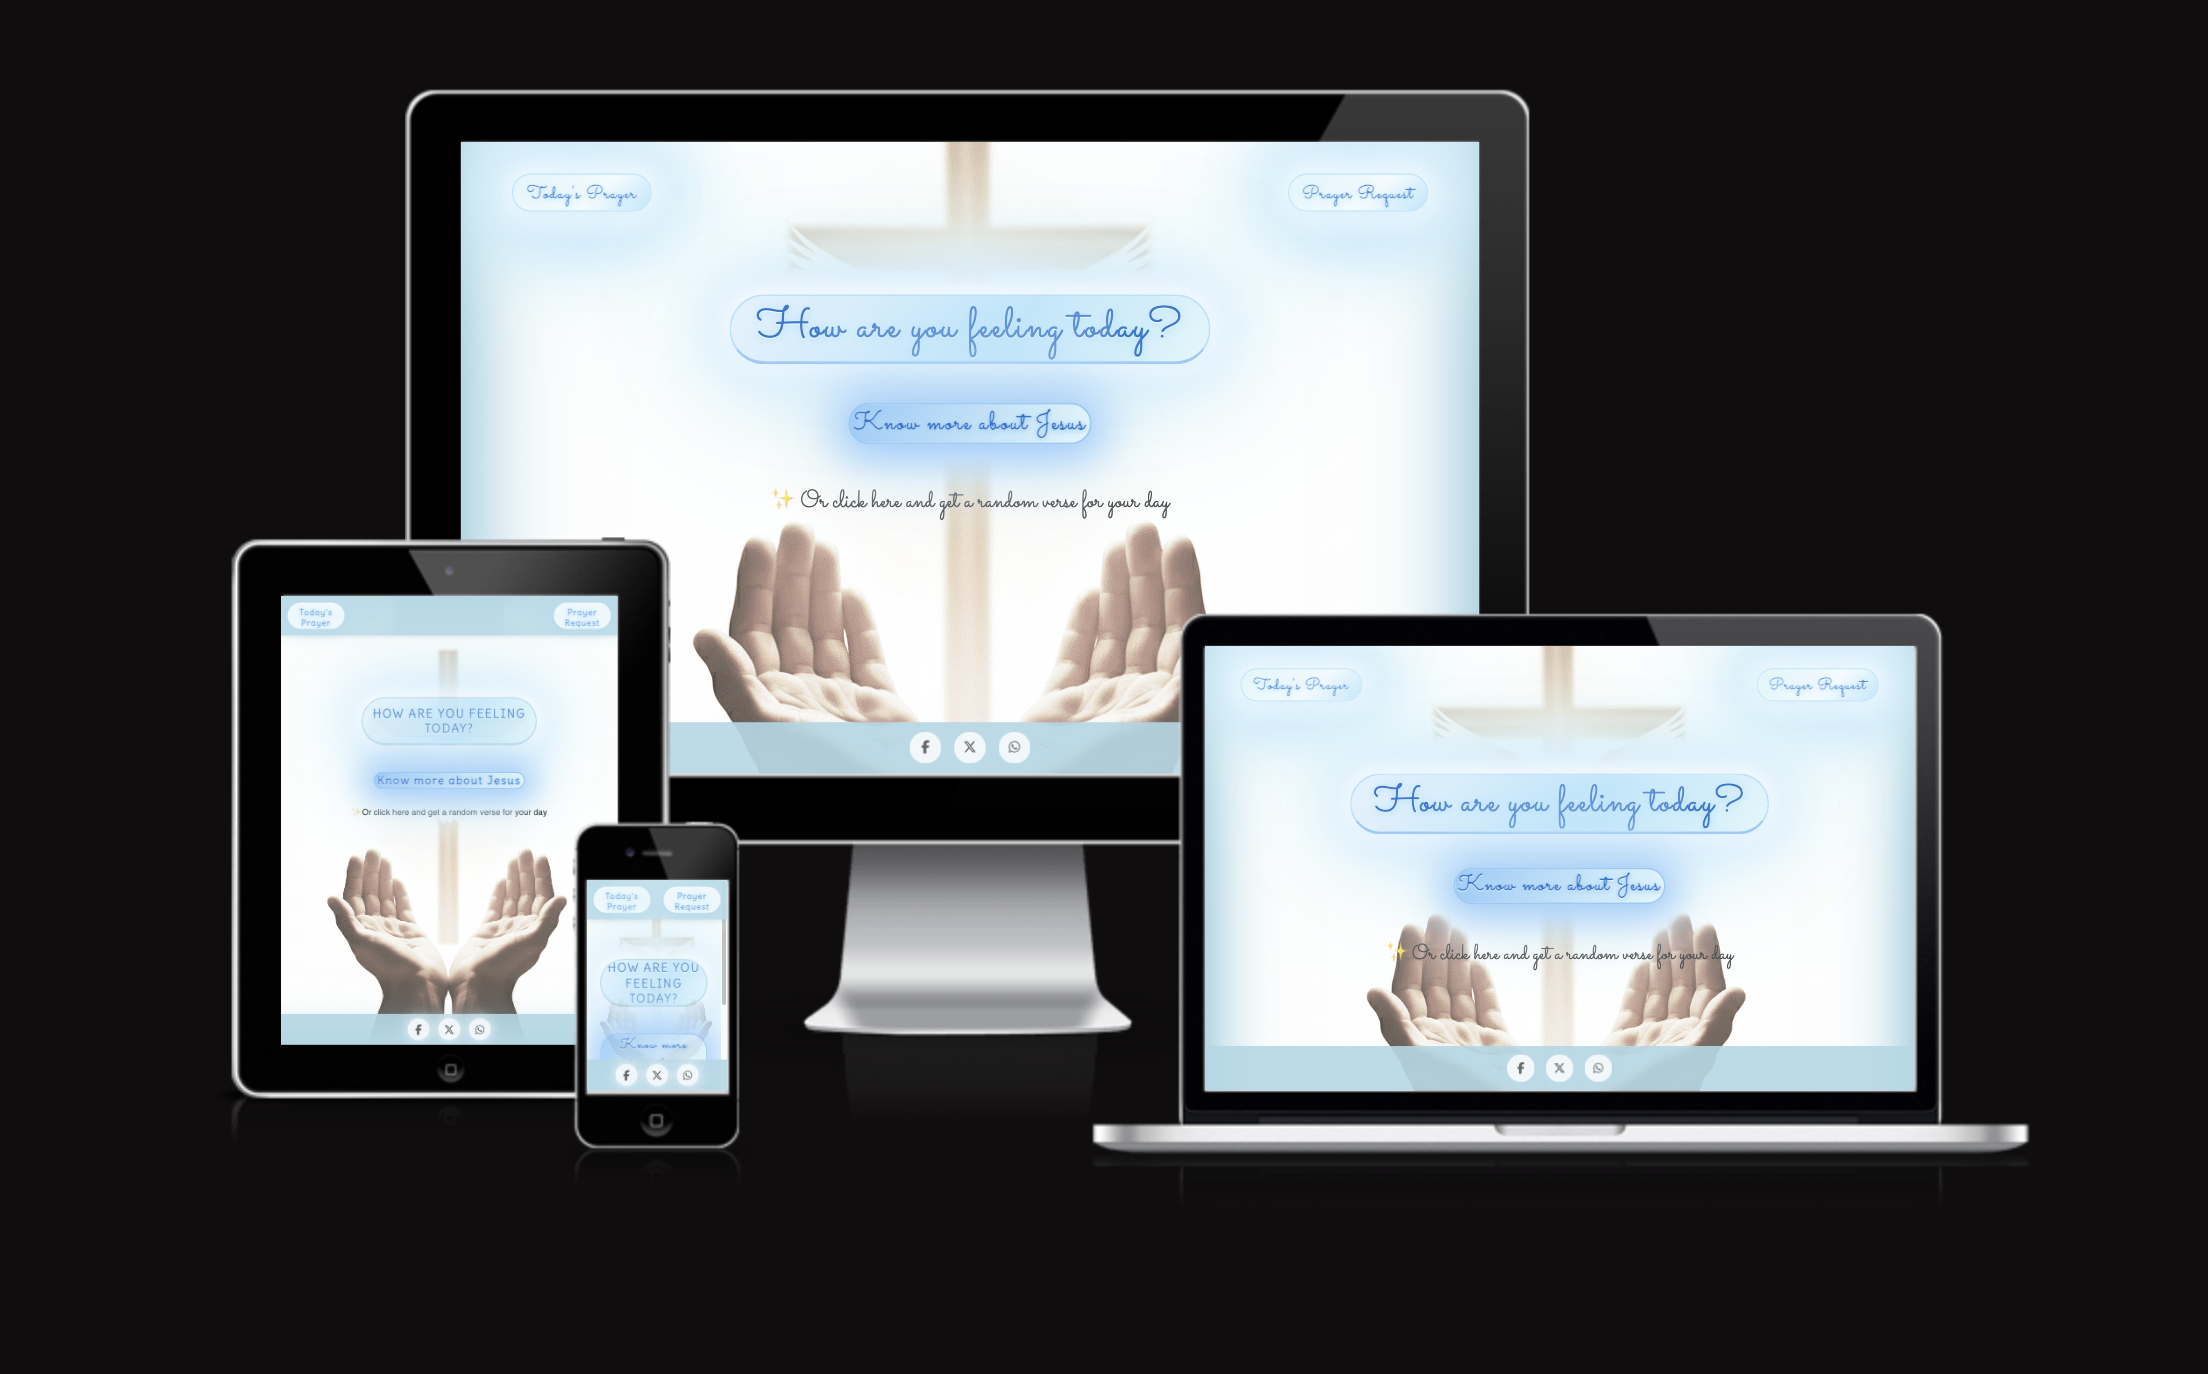 Today's Prayer
Prayer Request
How are you feeling today?
Know more about Jesus
✨ Or click here and get a random verse for your day
Today's
Prayer
Prayer
Request
HOW ARE YOU FEELING
TODAY?
Know more about Jesus
✨Or click here and get a random verse for your day
Today's
Prayer
Prayer
Request
HOW ARE YOU
FEELING
TODAY?
Know more
Today's Prayer
Prayer Request
How are you feeling today?
Know more about Jesus
✨ Or click here and get a random verse for your day